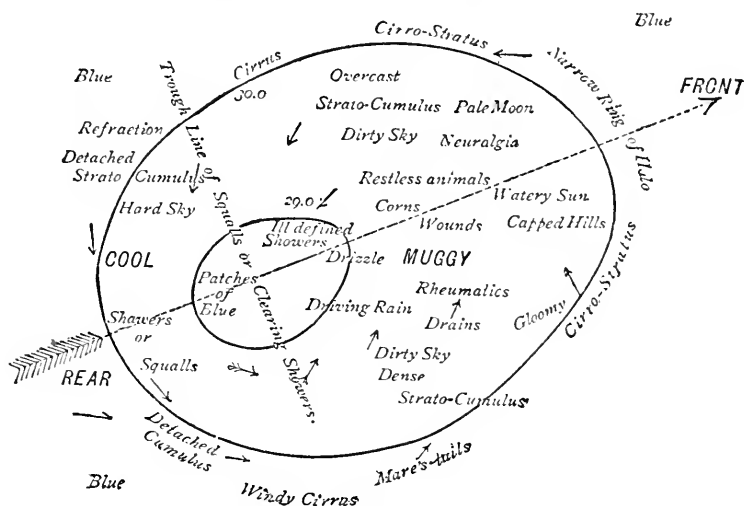 Blue
Cirro-Stratus
Blue
Cirrus
30.0
Trough Line of Squalls or Clearing Showers.
Narrow Ring of Halo
FRONT
Overcast
Strato-Cumulus
Pale Moon
Dirty Sky
Neuralgia
Refraction
Detached
Strato Cumulus
Hard Sky
Restless animals
Watery Sun
29.0
Corns
Wounds
Capped Hills
Ill defined
Showers
Drizzle
COOL
MUGGY
Patches
of
Blue
Rheumatics
Driving Rain
Drains
Gloomy
Cirro-Stratus
Showers
or
Squalls
Dirty Sky
REAR
Dense
Strato-Cumulus
Detached
Cumulus
Mare's tails
Blue
Windy Cirrus